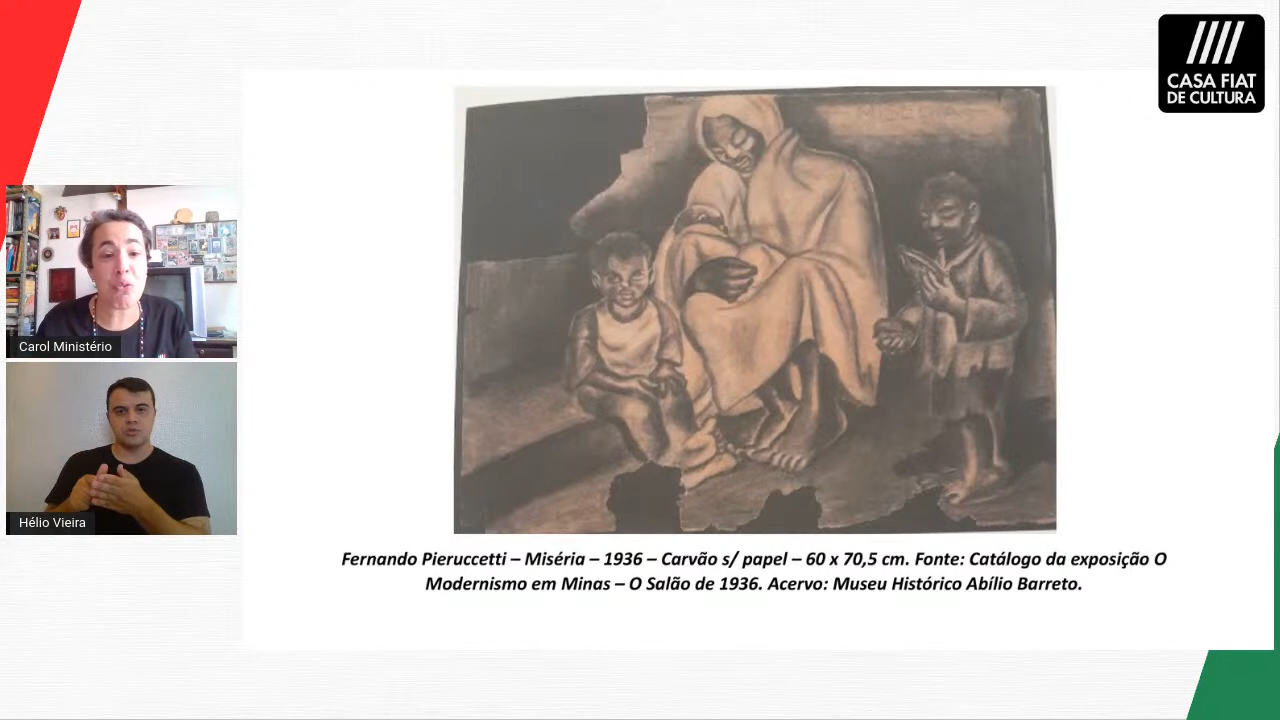 CASA FIAT
DE CULTURA
Carol Ministério
Hélio Vieira
Fernando Pieruccetti – Miséria – 1936 – Carvão s/ papel – 60 x 70,5 cm. Fonte: Catálogo da exposição O
Modernismo em Minas – O Salão de 1936. Acervo: Museu Histórico Abílio Barreto.